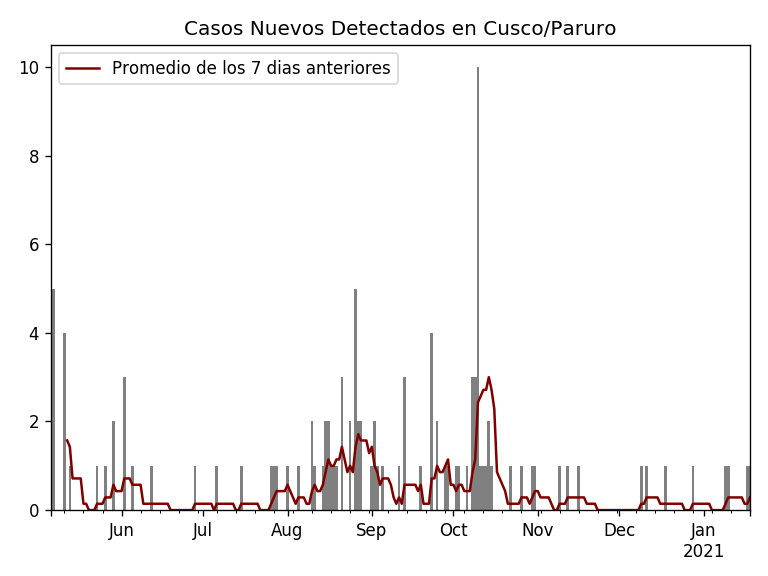 Casos Nuevos Detectados en Cusco/Paruro
Promedio de los 7 dias anteriores
10
8
6
4
2
0
Jun Jul Aug Sep Oct Nov Dec Jan
2021